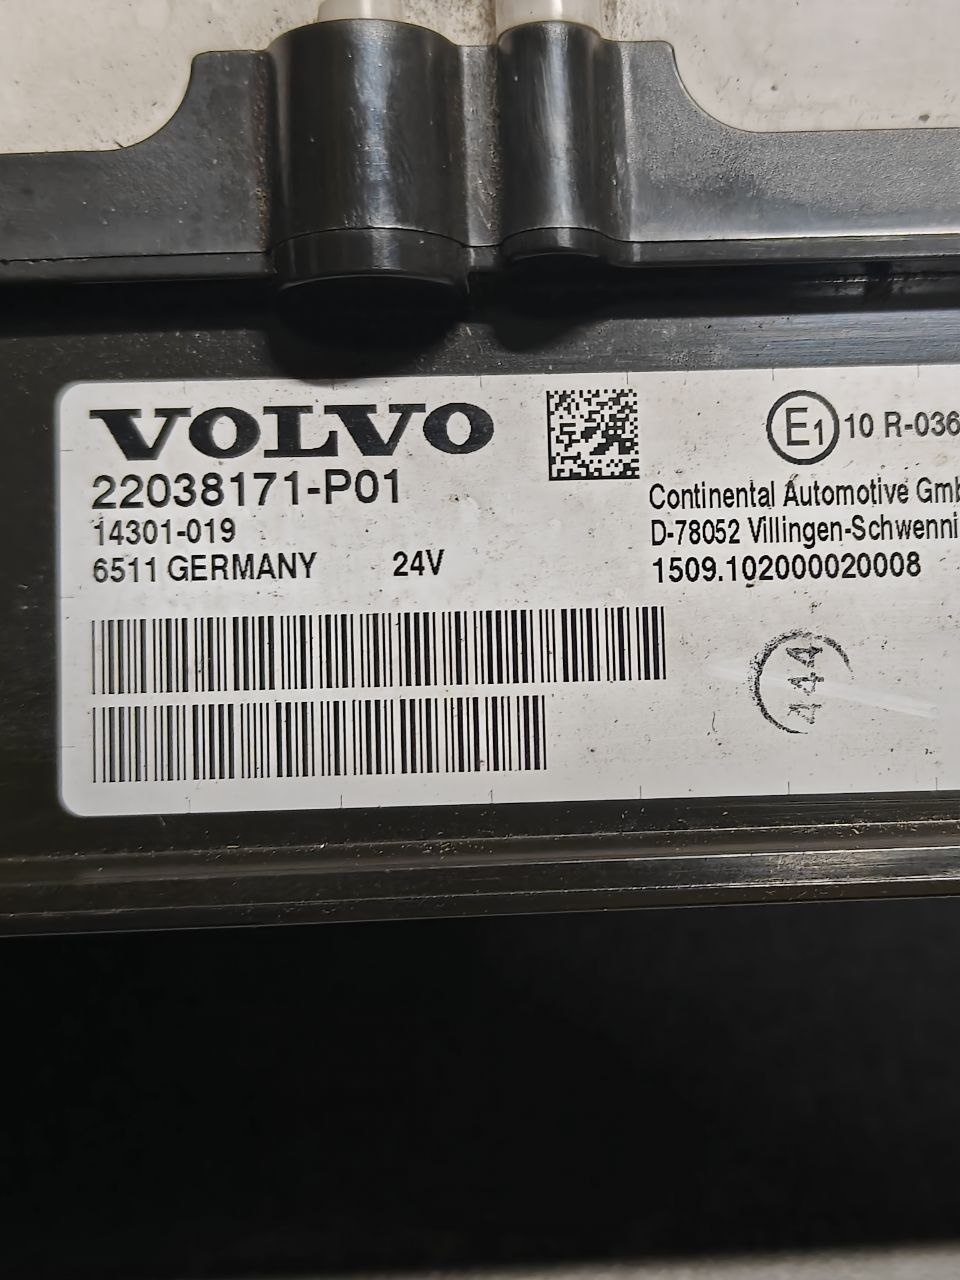 VOLVO
22038171-P01
14301-019
6511 GERMANY 24V
E1 10 R-036
Continental Automotive Gmb
D-78052 Villingen-Schwenni
1509.102000020008
444